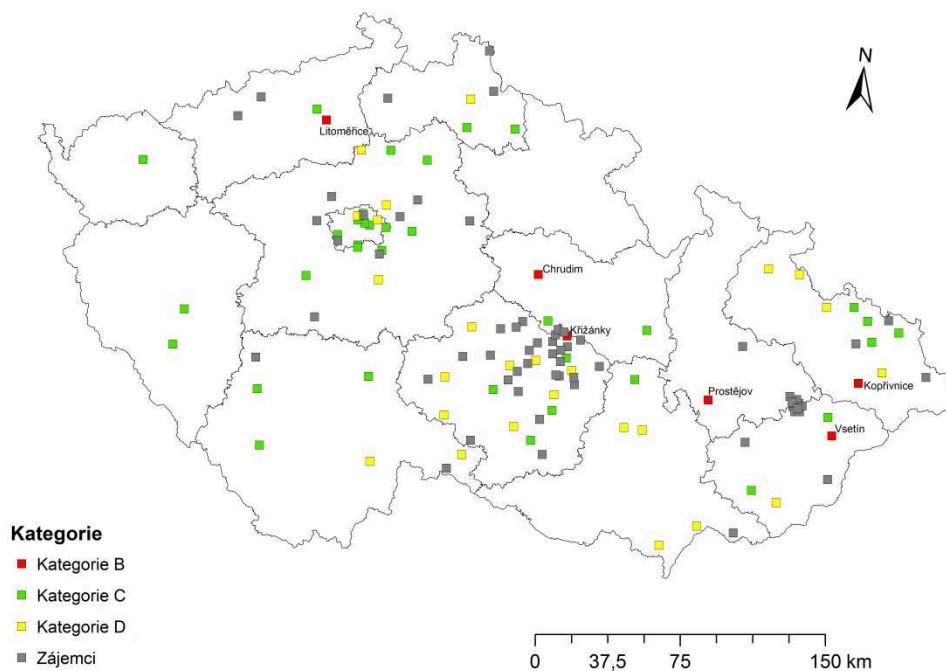 N
Litoměřice
Chrudim
Křižánky
Prostějov
Kopřivnice
Vsetín
Kategorie
Kategorie B
Kategorie C
Kategorie D
Zájemci
0 37,5 75 150 km